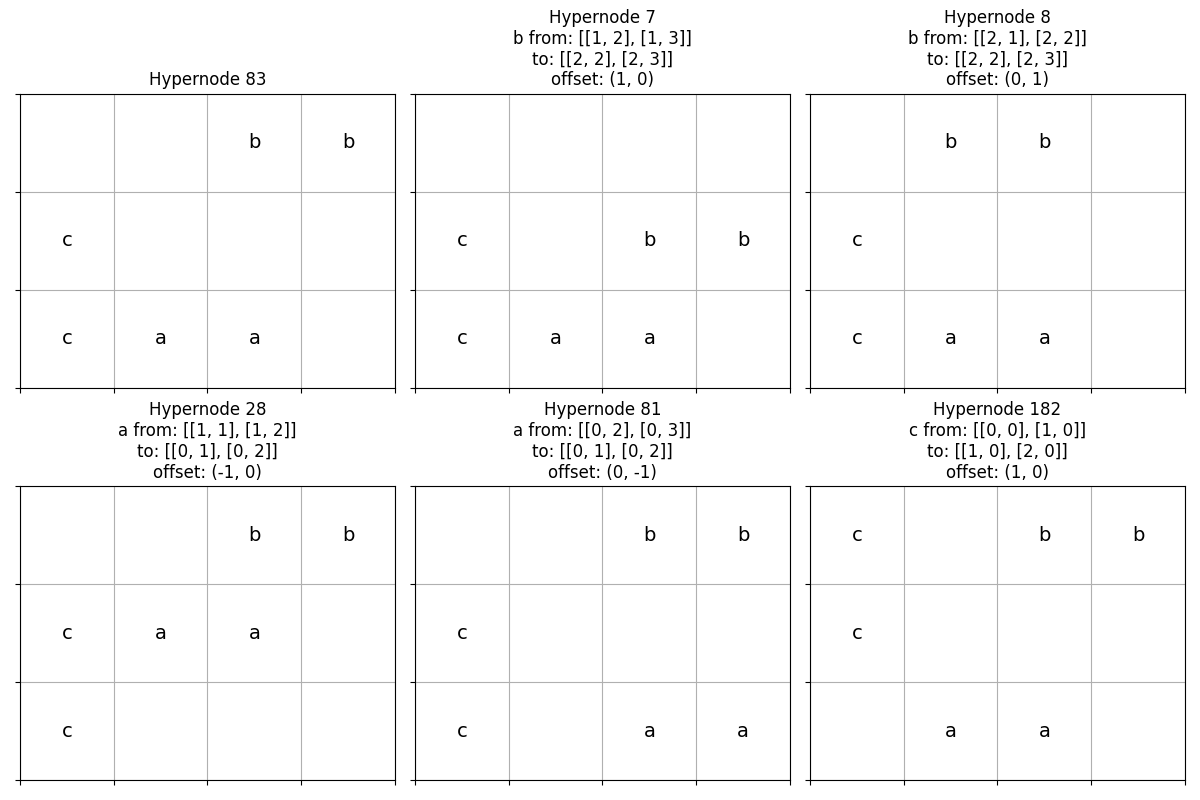 Hypernode 83
b b
c
c a a
Hypernode 7
b from: [[1, 2], [1, 3]]
to: [[2, 2], [2, 3]]
offset: (1, 0)
c b b
c a a
Hypernode 8
b from: [[2, 1], [2, 2]]
to: [[2, 2], [2, 3]]
offset: (0, 1)
b b
c
c a a
Hypernode 28
a from: [[1, 1], [1, 2]]
to: [[0, 1], [0, 2]]
offset: (-1, 0)
b b
c a a
c
Hypernode 81
a from: [[0, 2], [0, 3]]
to: [[0, 1], [0, 2]]
offset: (0, -1)
b b
c
c a a
Hypernode 182
c from: [[0, 0], [1, 0]]
to: [[1, 0], [2, 0]]
offset: (1, 0)
c b b
c
a a